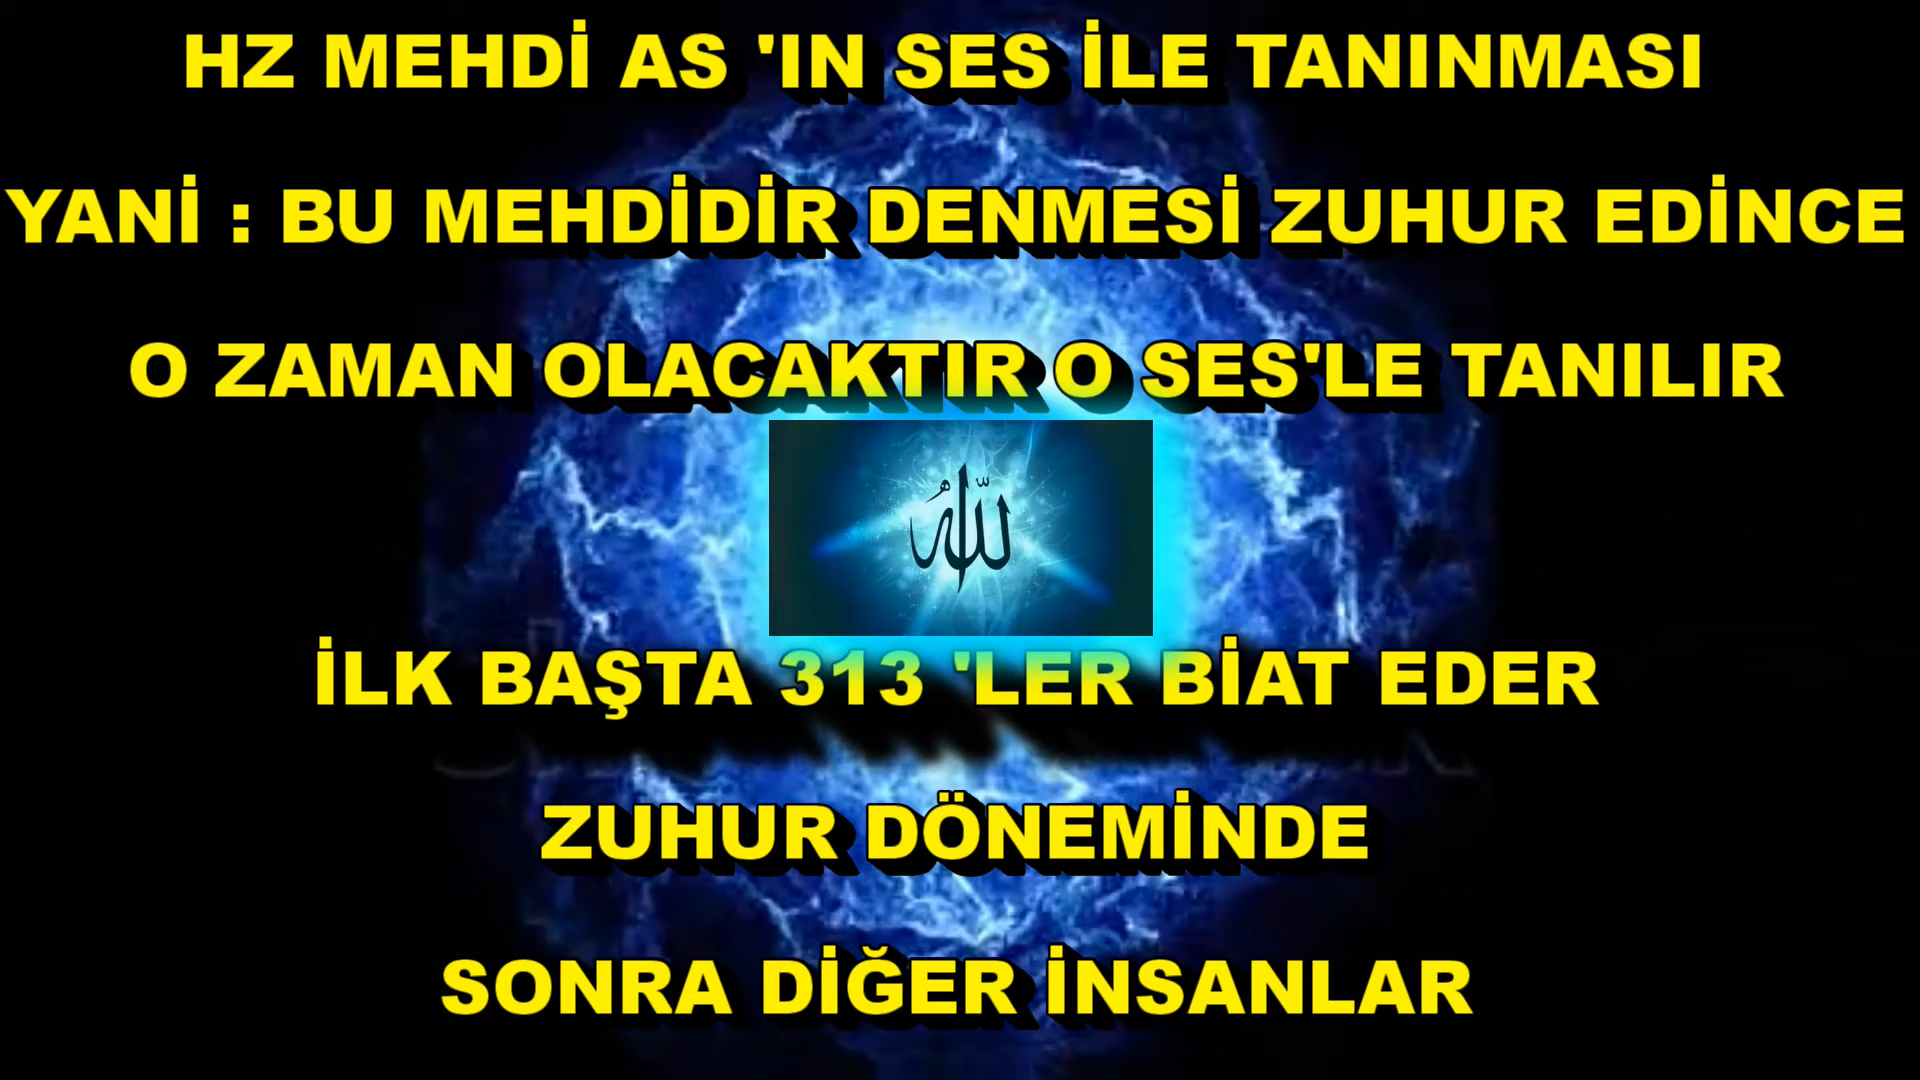 HZ MEHDİ AS 'IN SES İLE TANINMASI
YANİ : BU MEHDİDİR DENMESİ ZUHUR EDİNCE
O ZAMAN OLACAKTIR O SES'LE TANILIR
الله
İLK BAŞTA 313 'LER BİAT EDER
ZUHUR DÖNEMİNDE
SONRA DİĞER İNSANLAR